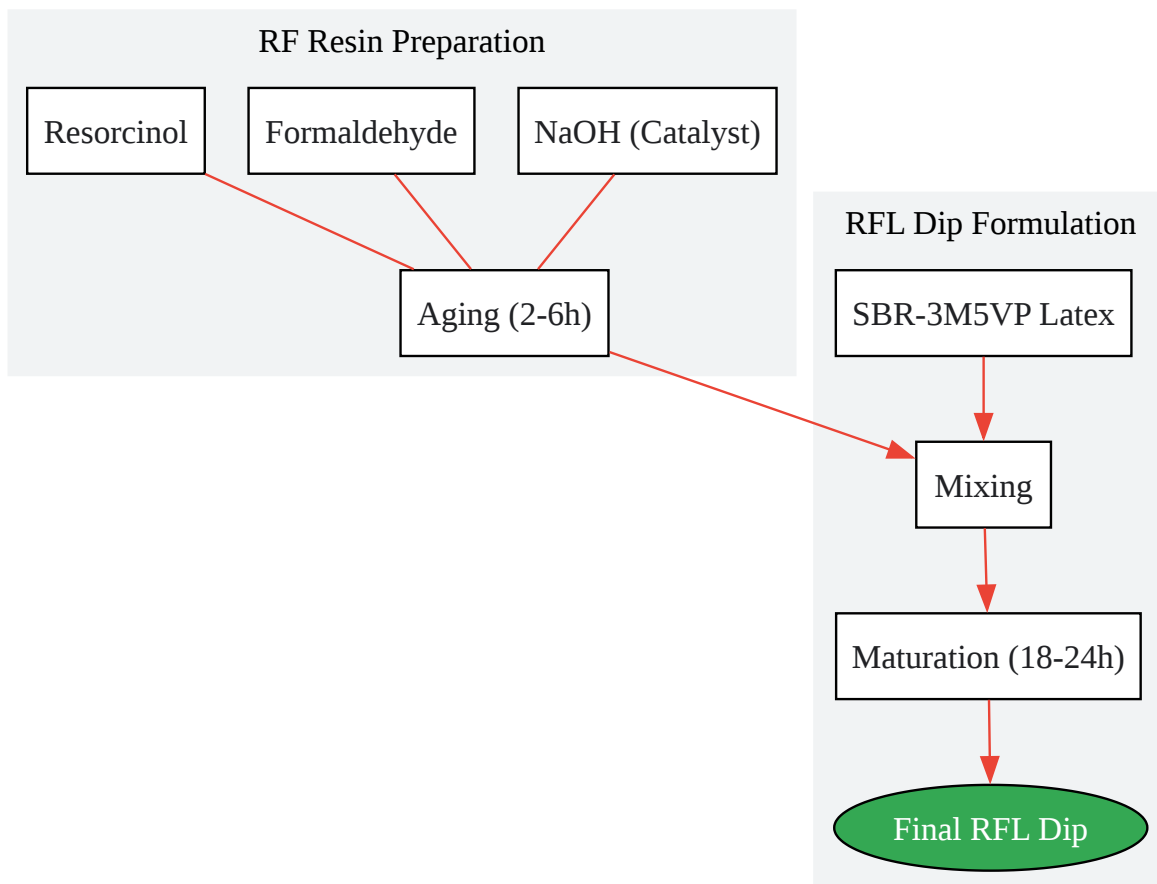 RF Resin Preparation
Resorcinol
Formaldehyde
NaOH (Catalyst)
Aging (2-6h)
RFL Dip Formulation
SBR-3M5VP Latex
Mixing
Maturation (18-24h)
Final RFL Dip